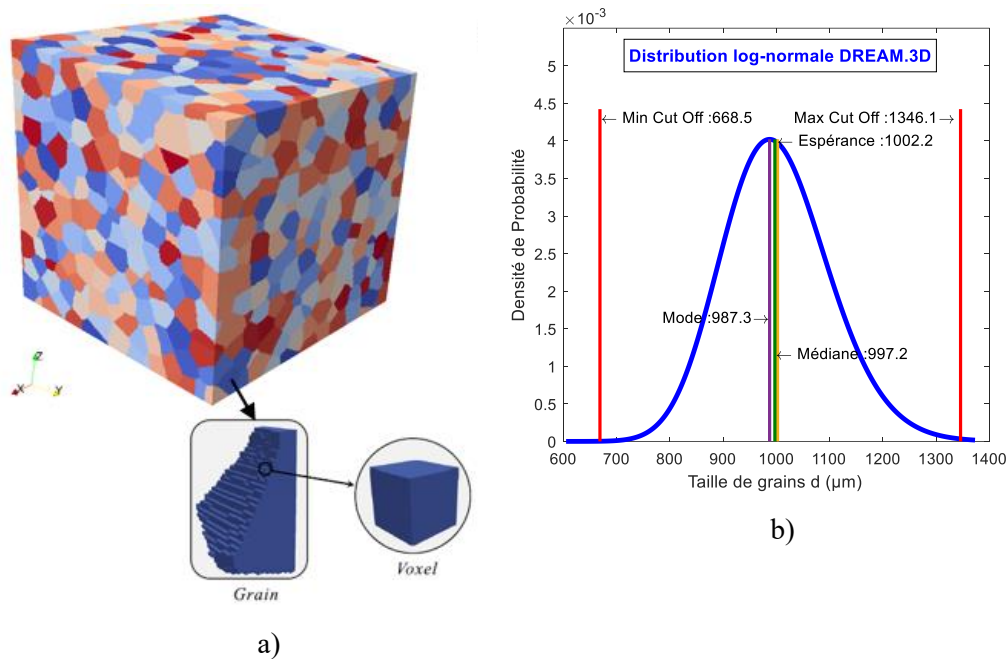 Z
X
Y
Grain
Voxel
a)
×10⁻³
Distribution log-normale DREAM.3D
Min Cut Off :668.5
Max Cut Off :1346.1
Espérance :1002.2
Mode :987.3
Médiane :997.2
Densité de Probabilité
5
4.5
4
3.5
3
2.5
2
1.5
1
0.5
0
600 700 800 900 1000 1100 1200 1300 1400
Taille de grains d (μm)
b)